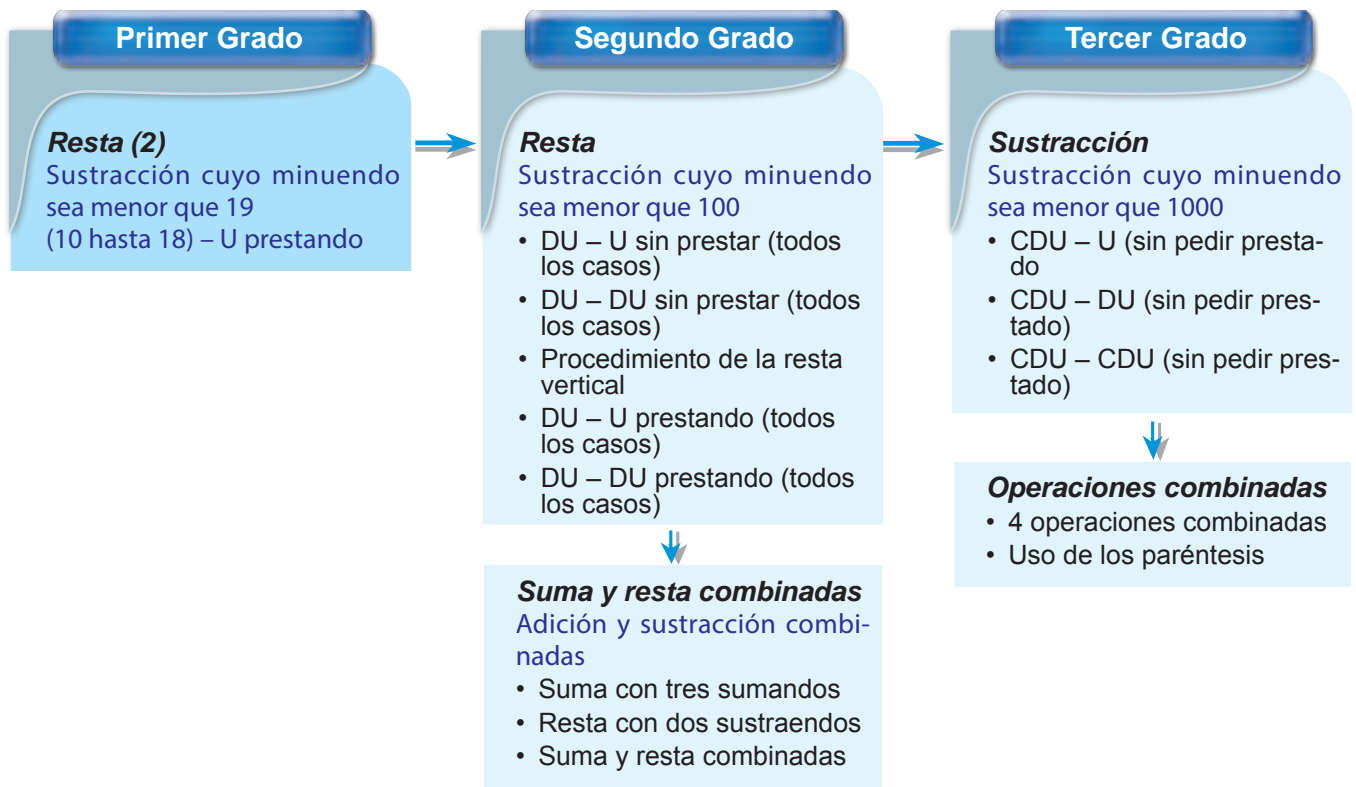 Primer Grado
Resta (2)
Sustracción cuyo minuendo
sea menor que 19
(10 hasta 18) – U prestando
Segundo Grado
Resta
Sustracción cuyo minuendo
sea menor que 100
• DU – U sin prestar (todos
los casos)
• DU – DU sin prestar (todos
los casos)
• Procedimiento de la resta
vertical
• DU – U prestando (todos
los casos)
• DU – DU prestando (todos
los casos)
Suma y resta combinadas
Adición y sustracción combi-
nadas
• Suma con tres sumandos
• Resta con dos sustraendos
• Suma y resta combinadas
Tercer Grado
Sustracción
Sustracción cuyo minuendo
sea menor que 1000
• CDU – U (sin pedir presta-
do
• CDU – DU (sin pedir pres-
tado)
• CDU – CDU (sin pedir pres-
tado)
Operaciones combinadas
• 4 operaciones combinadas
• Uso de los paréntesis